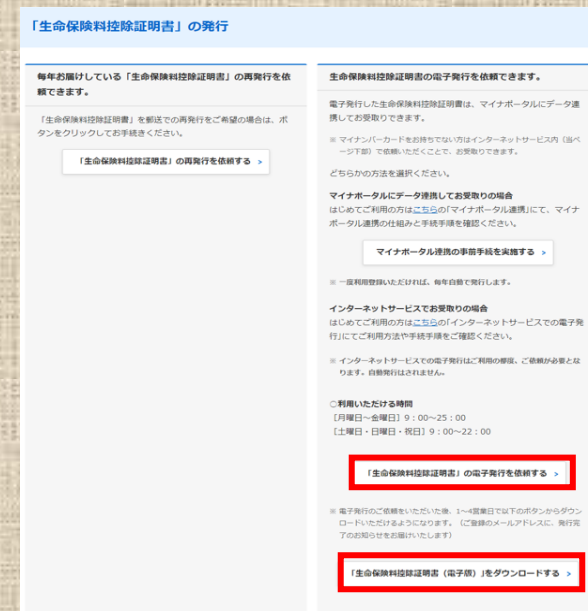 「生命保険料控除証明書」の発行
毎年お届けしている「生命保険料控除証明書」の再発行を依
頼できます。
「生命保険料控除証明書」を郵送での再発行をご希望の場合は、ボ
タンをクリックしてお手続きください。
「生命保険料控除証明書」の再発行を依頼する >
生命保険料控除証明書の電子発行を依頼できます。
電子発行した生命保険料控除証明書は、マイナポータルにデータ連
携してお受取りできます。
※ マイナンバーカードをお持ちでない方はインターネットサービス内（当ペ
ージ下部）で依頼いただくことで、お受取りできます。
どちらかの方法を選択ください。
マイナポータルにデータ連携してお受取りの場合
はじめてご利用の方はこちらの「マイナポータル連携」にて、マイナ
ポータル連携の仕組みと手続手順を確認ください。
マイナポータル連携の事前手続を実施する >
※ 一度利用登録いただければ、毎年自動で発行します。
インターネットサービスでお受取りの場合
はじめてご利用の方はこちらの「インターネットサービスでの電子発
行」にてご利用方法や手続手順をご確認ください。
※ インターネットサービスでの電子発行はご利用の都度、ご依頼が必要とな
ります。自動発行はされません。
○利用いただける時間
［月曜日～金曜日］9：00～25：00
［土曜日・日曜日・祝日］9：00～22：00
「生命保険料控除証明書」の電子発行を依頼する >
※ 電子発行のご依頼をいただいた後、1～4営業日で以下のボタンからダウン
ロードいただけるようになります。（ご登録のメールアドレスに、発行完
了のお知らせをお届けいたします）
「生命保険料控除証明書（電子版）」をダウンロードする >